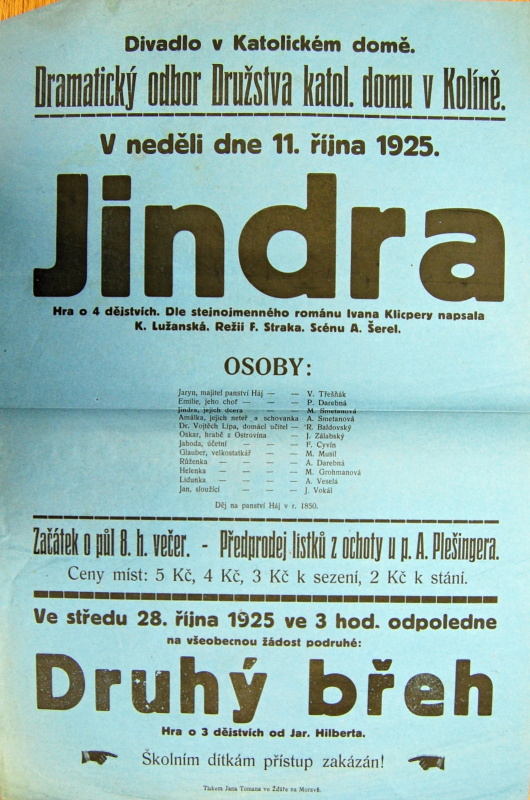 Divadlo v Katolickém domě.
Dramatický odbor Družstva katol. domu v Kolíně.
V neděli dne 11. října 1925.
Jindra
Hra o 4 dějstvích. Dle stejnojmenného románu Ivana Klicpery napsala
K. Lužanská. Režii F. Straka. Scénu A. Šerel.
OSOBY:
Jaryn, majitel panství Háj — — V. Třešňák
Emilie, jeho choť — — — P. Darebná
Jindra, jejich dcera — — M. Smetanová
Amálka, jejich neteř a schovanka A. Smetanová
Dr. Vojtěch Lípa, domácí učitel — R. Baldovský
Oskar, hrabě z Ostrovína — — J. Zálabský
Jahoda, účetní — — — — F. Cyvín
Glauber, velkostatkář — — — M. Musil
Růženka — — — — A. Darebná
Helenka — — — — M. Grohmanová
Lidunka — — — — A. Veselá
Jan, sloužící — — — J. Vokál
Děj na panství Háj v r. 1850.
Začátek o půl 8. h. večer. - Předprodej lístků z ochoty u p. A. Plešingera.
Ceny míst: 5 Kč, 4 Kč, 3 Kč k sezení, 2 Kč k stání.
Ve středu 28. října 1925 ve 3 hod. odpoledne
na všeobecnou žádost podruhé:
Druhý břeh
Hra o 3 dějstvích od Jar. Hilberta.
Školním dítkám přístup zakázán!
Tiskem Jana Tomana ve Žďáře na Moravě.